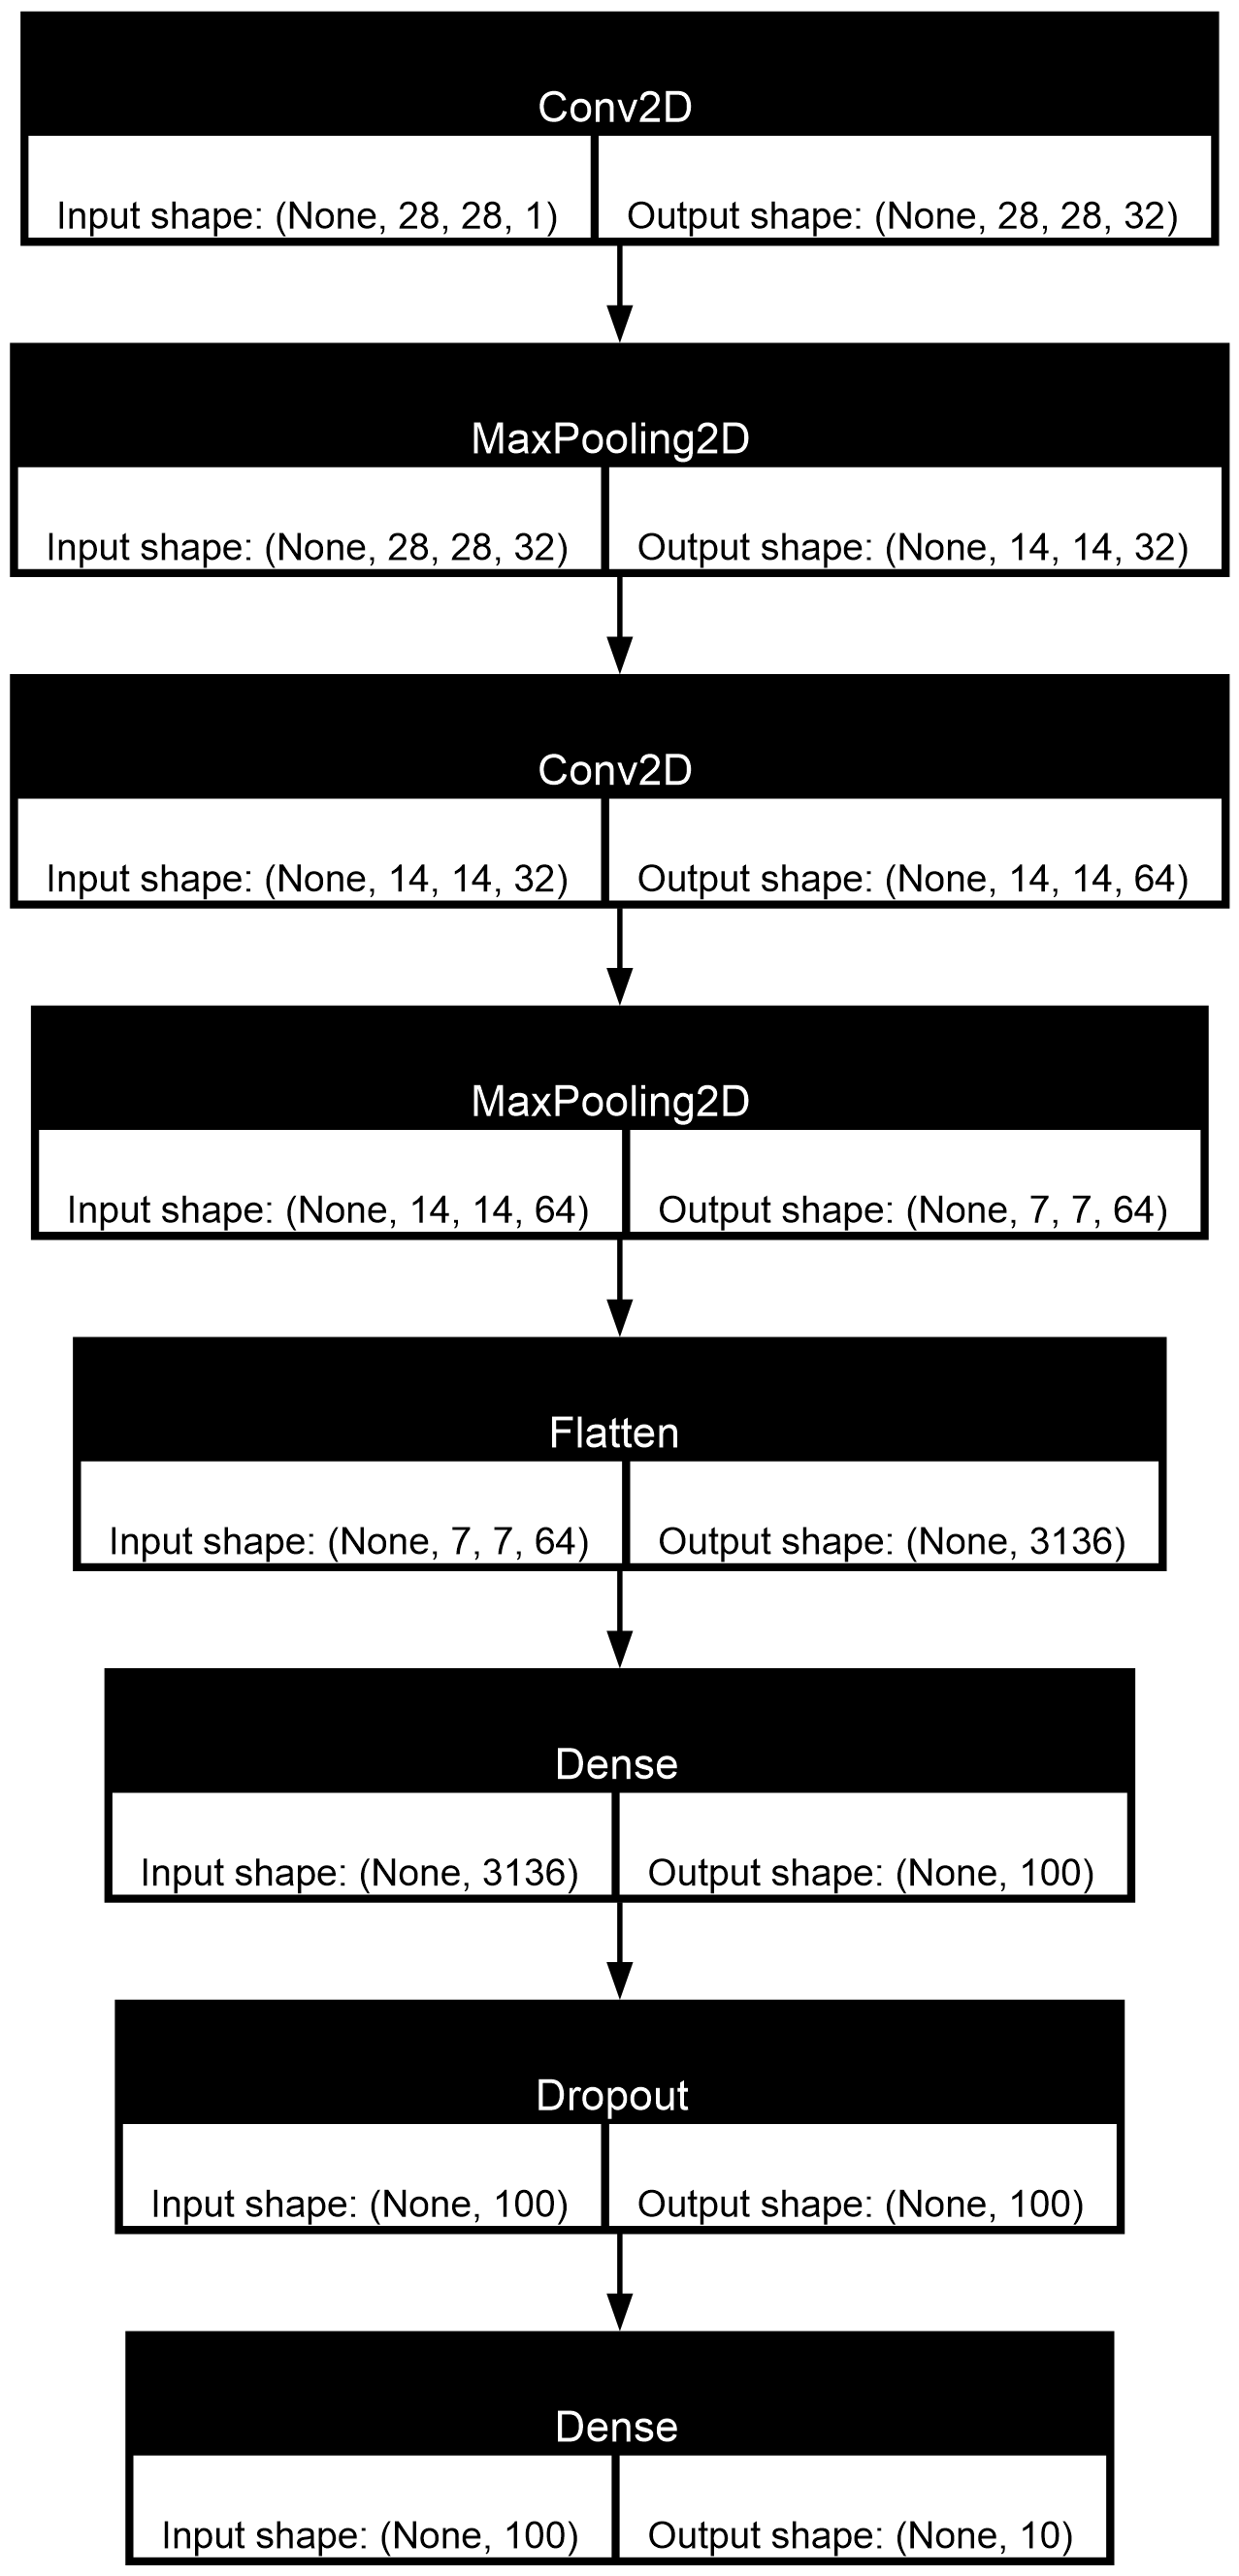 Conv2D
Input shape: (None, 28, 28, 1) Output shape: (None, 28, 28, 32)
MaxPooling2D
Input shape: (None, 28, 28, 32) Output shape: (None, 14, 14, 32)
Conv2D
Input shape: (None, 14, 14, 32) Output shape: (None, 14, 14, 64)
MaxPooling2D
Input shape: (None, 14, 14, 64) Output shape: (None, 7, 7, 64)
Flatten
Input shape: (None, 7, 7, 64) Output shape: (None, 3136)
Dense
Input shape: (None, 3136) Output shape: (None, 100)
Dropout
Input shape: (None, 100) Output shape: (None, 100)
Dense
Input shape: (None, 100) Output shape: (None, 10)